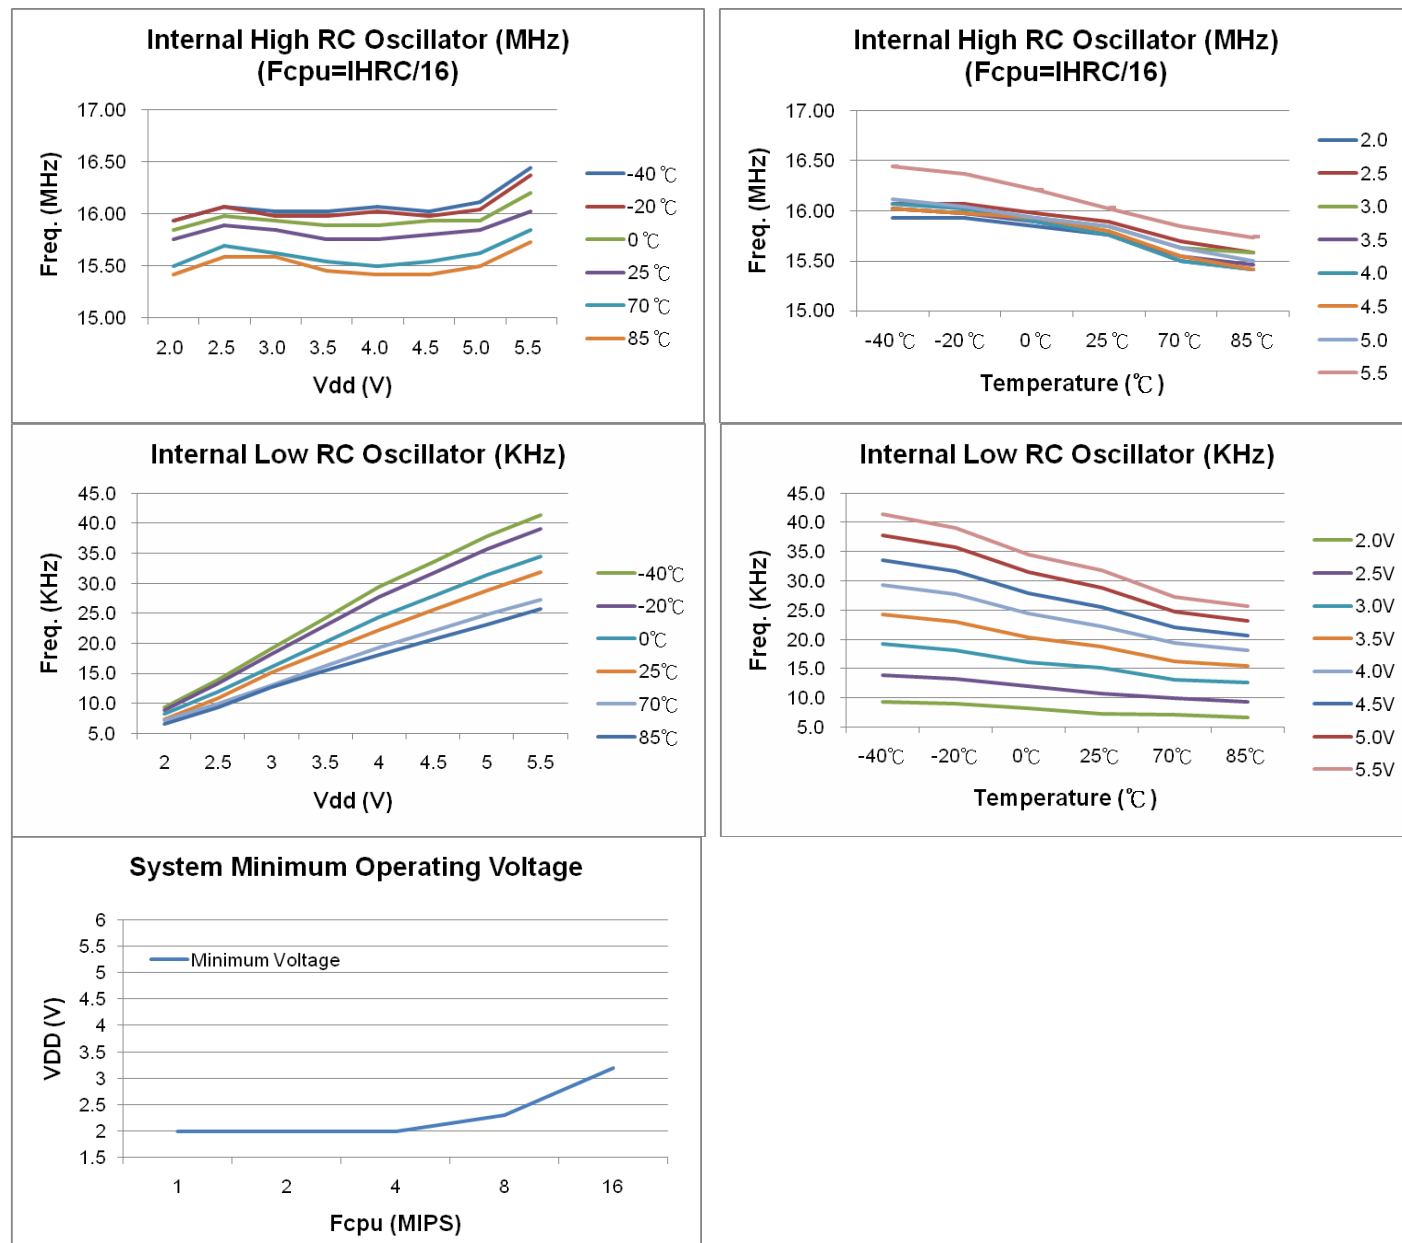 Internal High RC Oscillator (MHz)
(Fcpu=IHRC/16)
17.00
16.50
16.00
15.50
15.00
Freq. (MHz)
2.0 2.5 3.0 3.5 4.0 4.5 5.0 5.5
Vdd (V)
-40℃
-20℃
0℃
25℃
70℃
85℃
Internal High RC Oscillator (MHz)
(Fcpu=IHRC/16)
17.00
16.50
16.00
15.50
15.00
Freq. (MHz)
-40℃ -20℃ 0℃ 25℃ 70℃ 85℃
Temperature (℃)
2.0
2.5
3.0
3.5
4.0
4.5
5.0
5.5
Internal Low RC Oscillator (KHz)
45.0
40.0
35.0
30.0
25.0
20.0
15.0
10.0
5.0
Freq. (KHz)
2 2.5 3 3.5 4 4.5 5 5.5
Vdd (V)
-40℃
-20℃
0℃
25℃
70℃
85℃
Internal Low RC Oscillator (KHz)
45.0
40.0
35.0
30.0
25.0
20.0
15.0
10.0
5.0
Freq. (KHz)
-40℃ -20℃ 0℃ 25℃ 70℃ 85℃
Temperature (℃)
2.0V
2.5V
3.0V
3.5V
4.0V
4.5V
5.0V
5.5V
System Minimum Operating Voltage
6
5.5
5
4.5
4
3.5
3
2.5
2
1.5
VDD (V)
Minimum Voltage
1 2 4 8 16
Fcpu (MIPS)